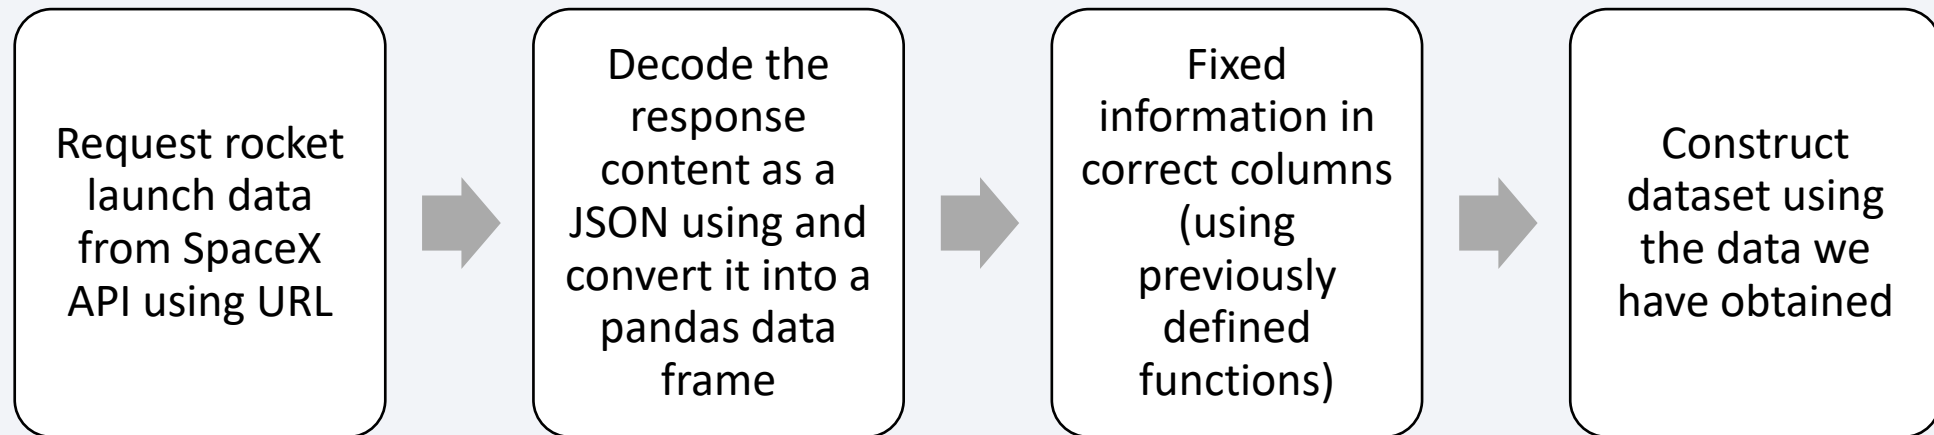 Request rocket
launch data
from SpaceX
API using URL
Decode the
response
content as a
JSON using and
convert it into a
pandas data
frame
Fixed
information in
correct columns
(using
previously
defined
functions)
Construct
dataset using
the data we
have obtained